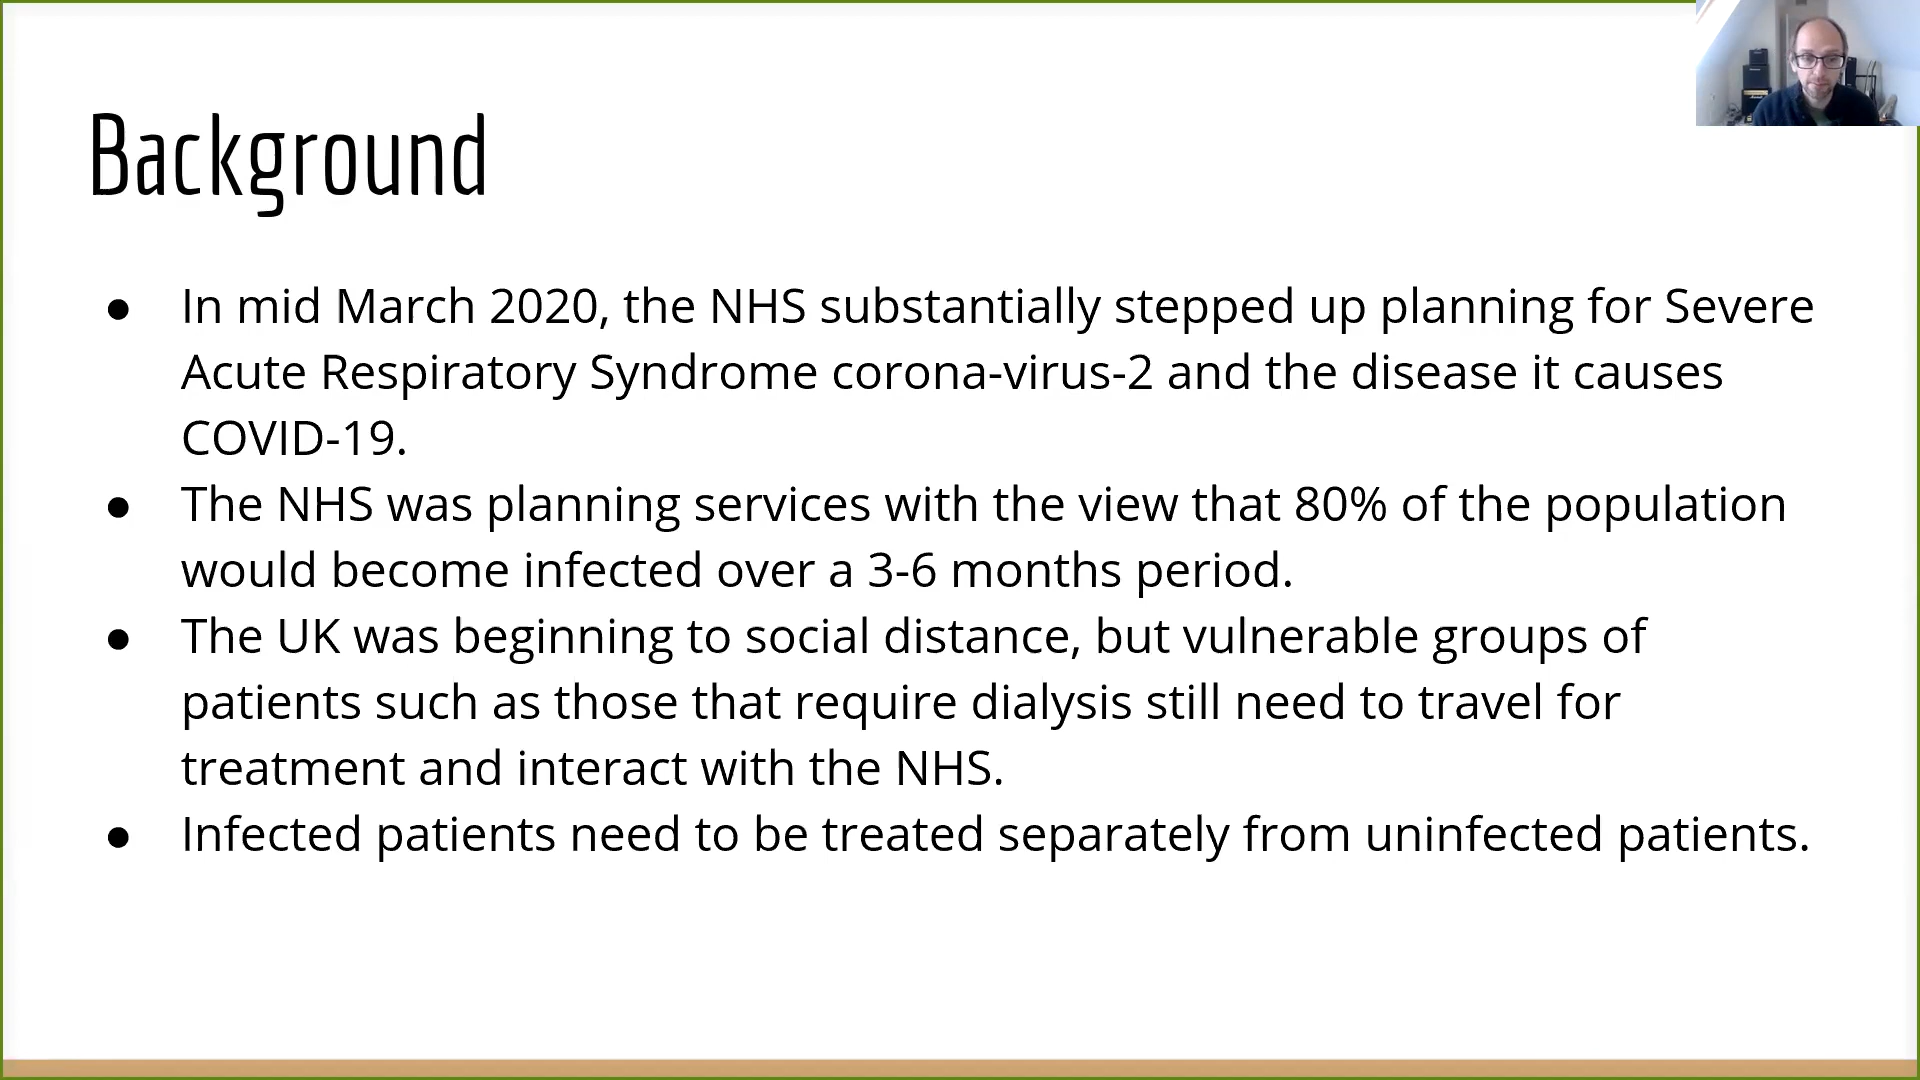 Background
● In mid March 2020, the NHS substantially stepped up planning for Severe
Acute Respiratory Syndrome corona-virus-2 and the disease it causes
COVID-19.
● The NHS was planning services with the view that 80% of the population
would become infected over a 3-6 months period.
● The UK was beginning to social distance, but vulnerable groups of
patients such as those that require dialysis still need to travel for
treatment and interact with the NHS.
● Infected patients need to be treated separately from uninfected patients.